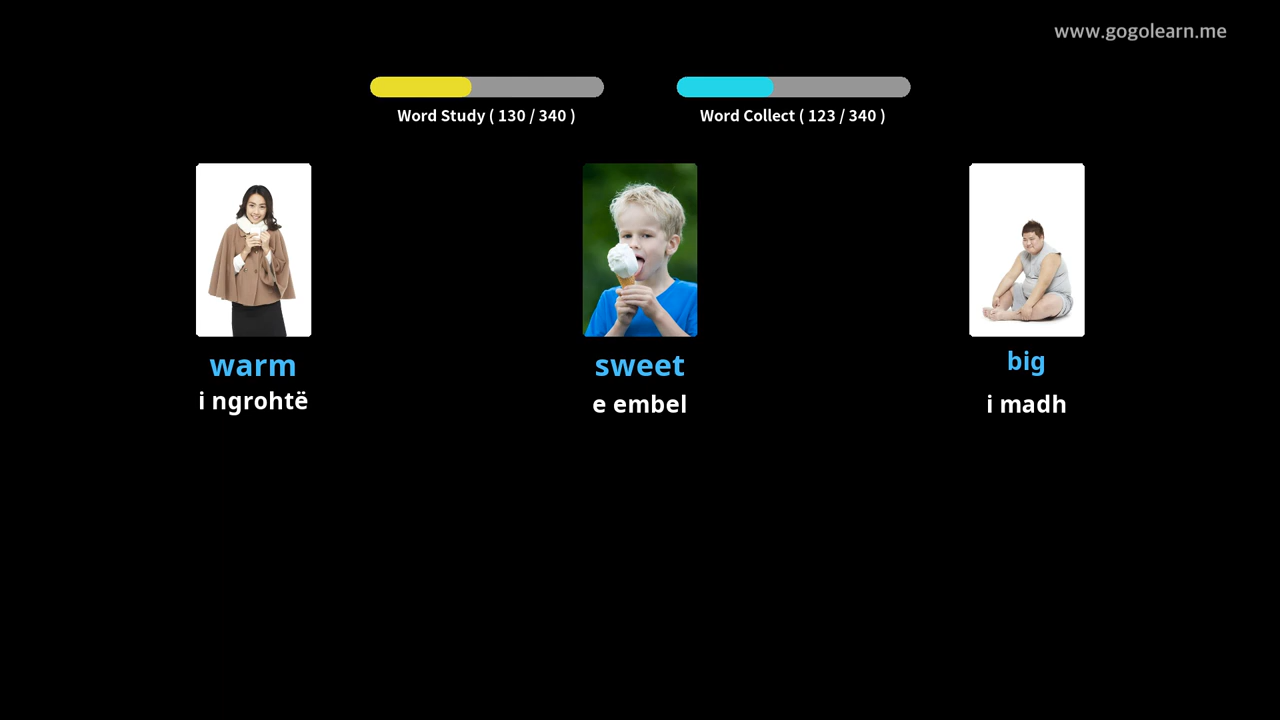 www.gogolearn.me
Word Study ( 130 / 340 )
Word Collect ( 123 / 340 )
warm
i ngrohtë
sweet
e embel
big
i madh